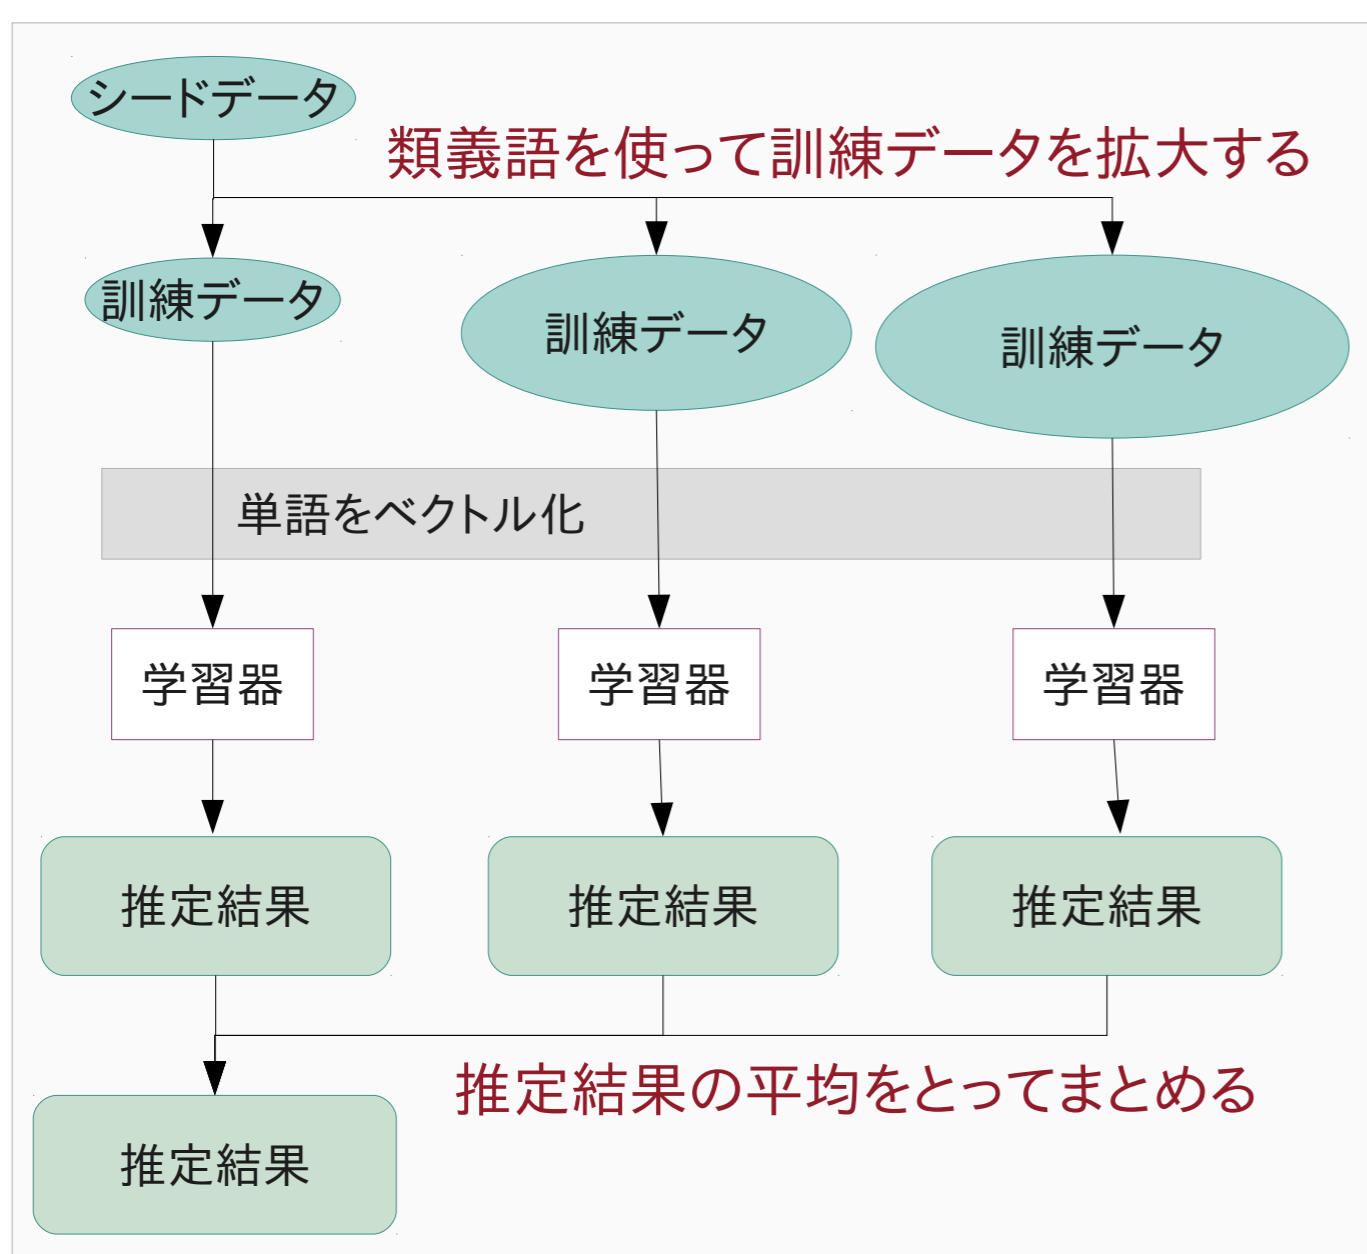 シードデータ
類義語を使って訓練データを拡大する
訓練データ
訓練データ
訓練データ
単語をベクトル化
学習器
学習器
学習器
推定結果
推定結果
推定結果
推定結果の平均をとってまとめる
推定結果